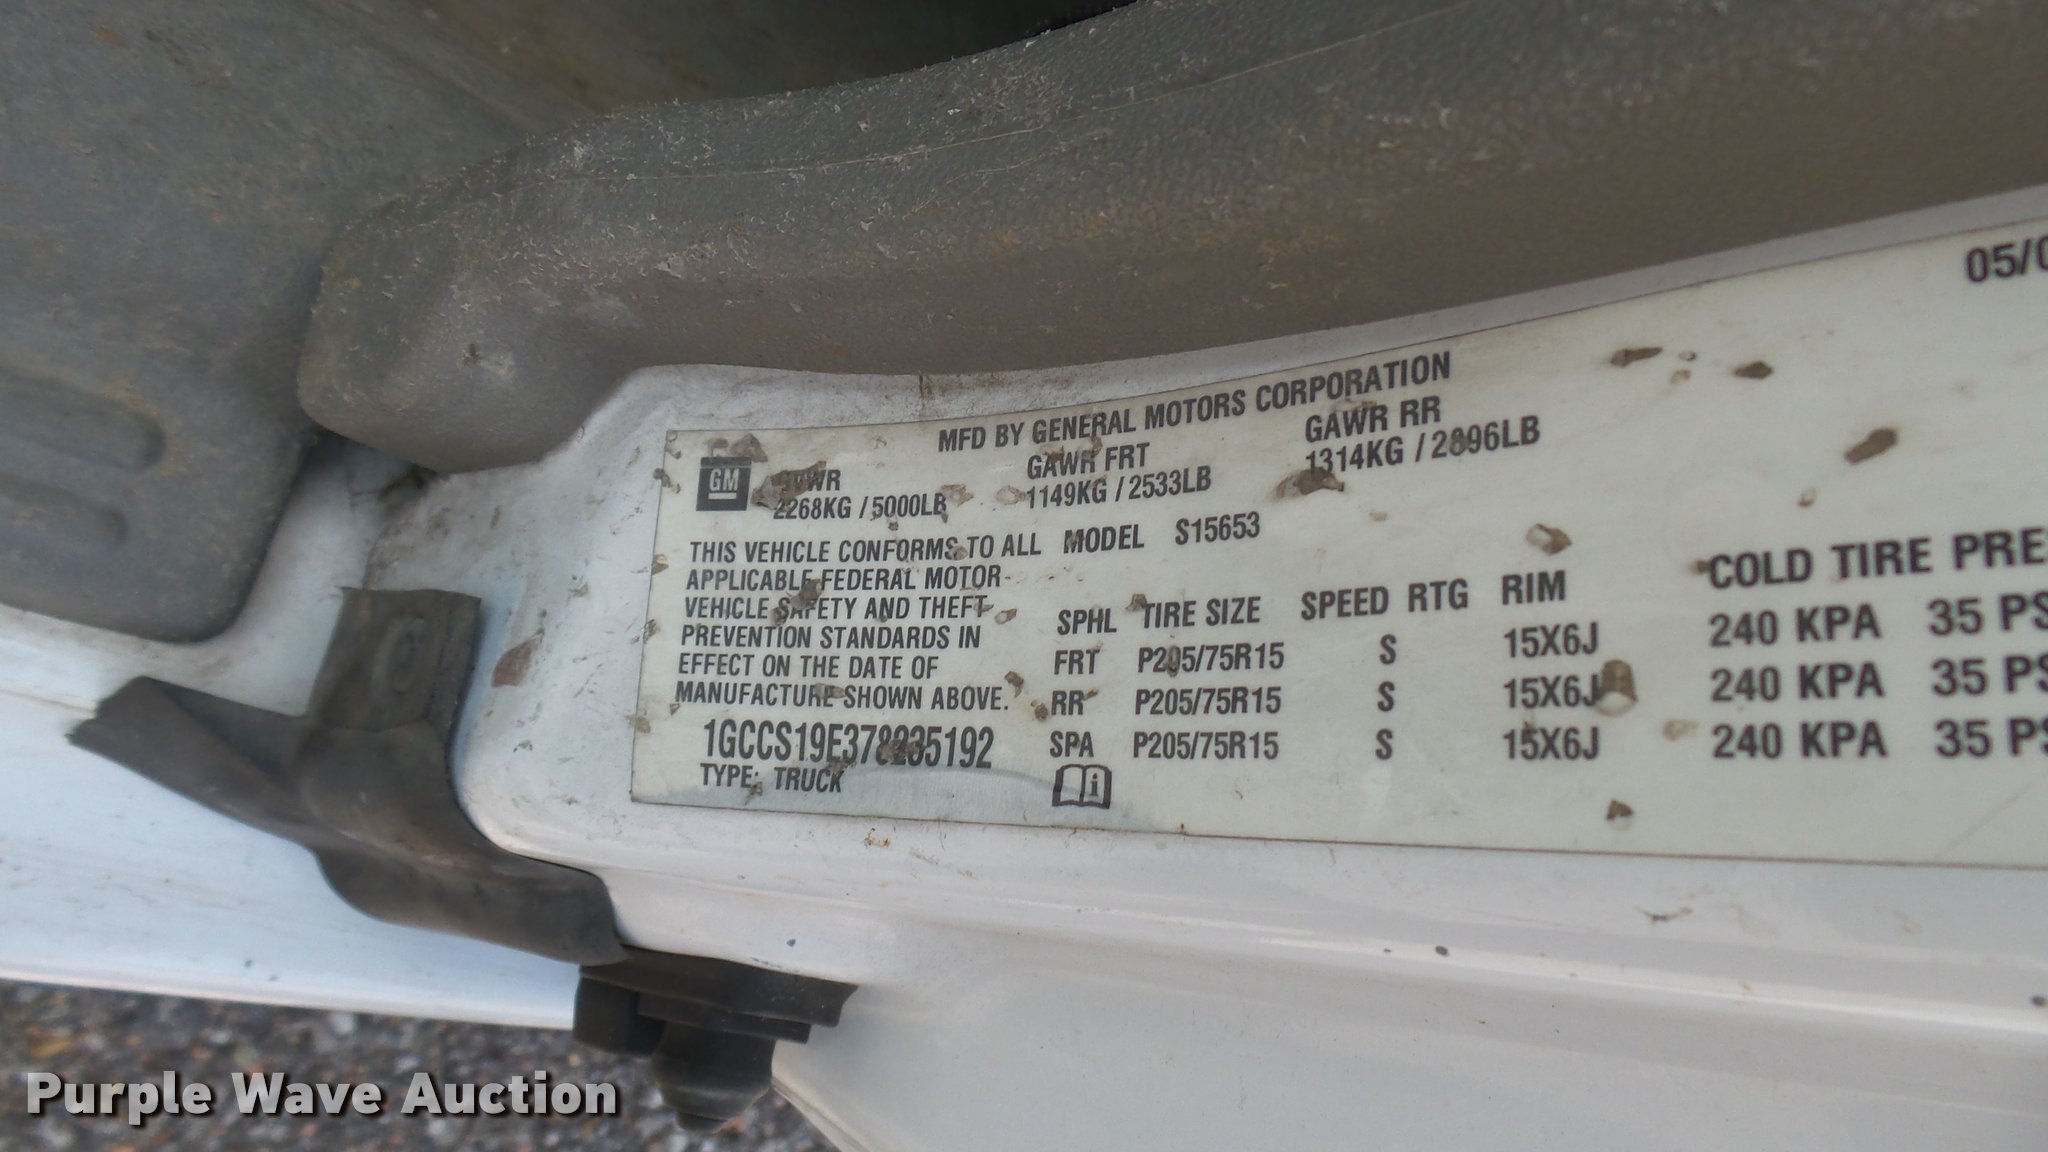 05/0
MFD BY GENERAL MOTORS CORPORATION
GM GVWR GAWR FRT GAWR RR
2268KG / 5000LB 1149KG / 2533LB 1314KG / 2896LB
THIS VEHICLE CONFORMS TO ALL MODEL S15653
APPLICABLE FEDERAL MOTOR
VEHICLE SAFETY AND THEFT
PREVENTION STANDARDS IN
EFFECT ON THE DATE OF
MANUFACTURE SHOWN ABOVE.
1GCCS19E378235192
TYPE: TRUCK
SPHL TIRE SIZE SPEED RTG RIM COLD TIRE PRE
FRT P205/75R15 S 15X6J 240 KPA 35 PS
RR P205/75R15 S 15X6J 240 KPA 35 PS
SPA P205/75R15 S 15X6J 240 KPA 35 PS
Purple Wave Auction